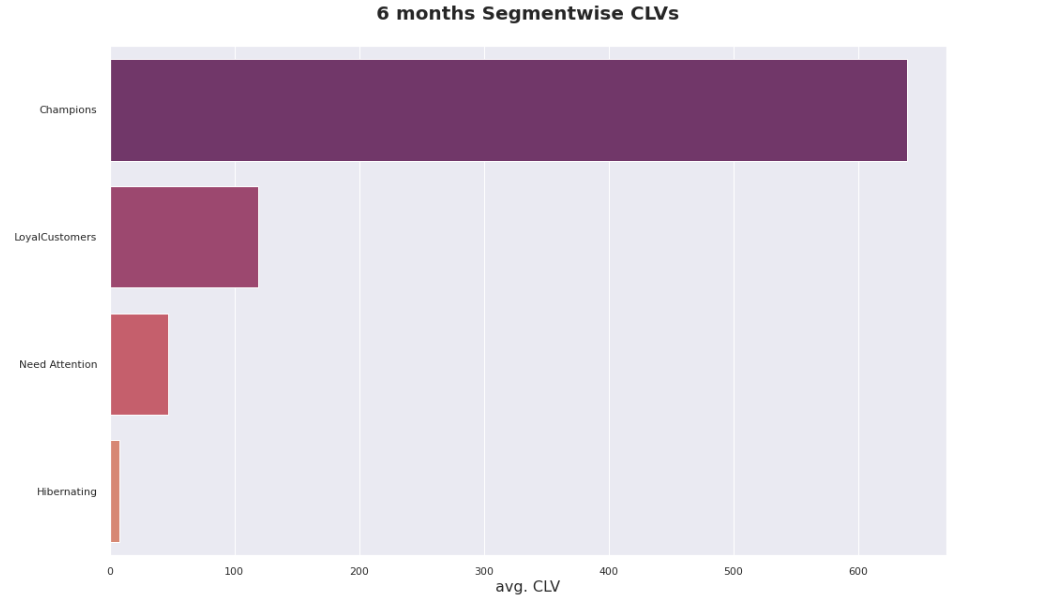 6 months Segmentwise CLVs
Champions
LoyalCustomers
Need Attention
Hibernating
0 100 200 300 400 500 600
avg. CLV